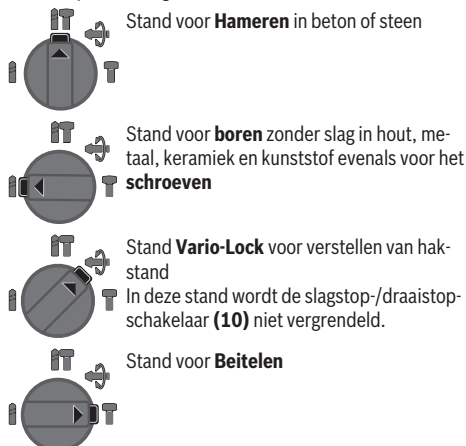 Stand voor Hameren in beton of steen
Stand voor boren zonder slag in hout, me-
taal, keramiek en kunststof evenals voor het
schroeven
Stand Vario-Lock voor verstellen van hak-
stand
In deze stand wordt de slagstop-/draaistop-
schakelaar (10) niet vergrendeld.
Stand voor Beitelen